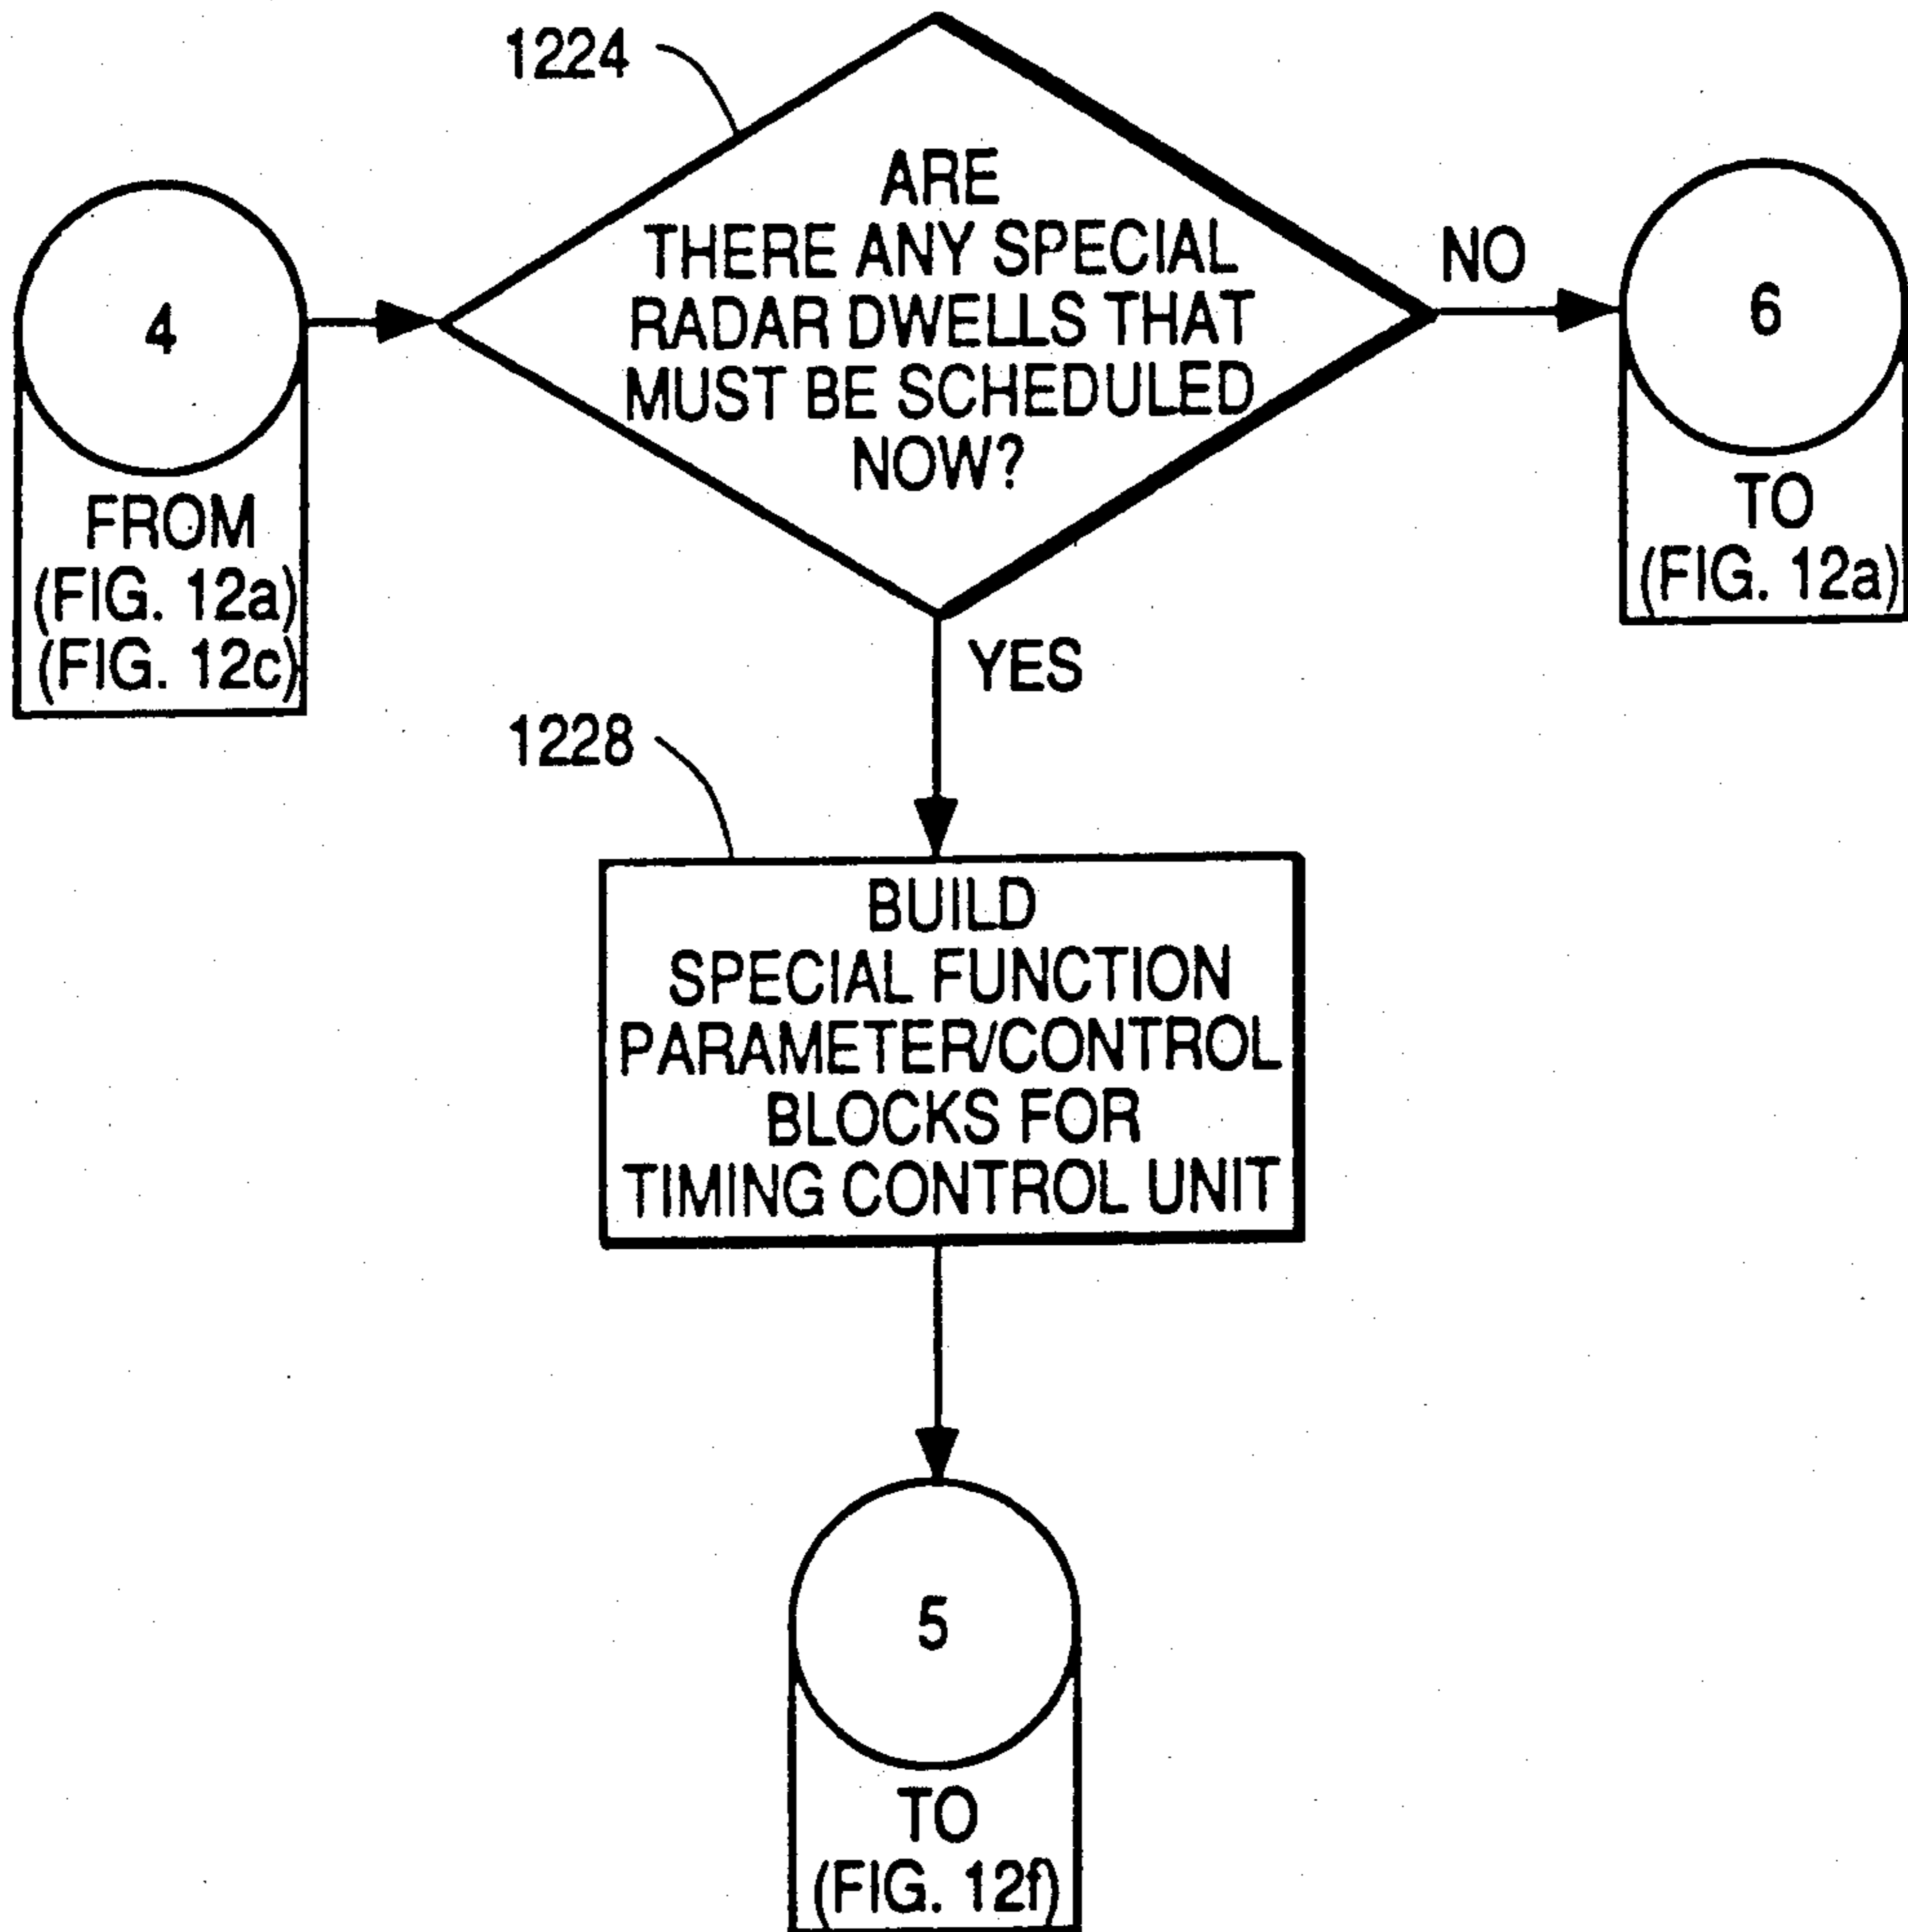 1224
ARE
THERE ANY SPECIAL
RADAR DWELLS THAT
MUST BE SCHEDULED
NOW?
4
FROM
(FIG. 12a)
(FIG. 12c)
NO
6
TO
(FIG. 12a)
YES
1228
BUILD
SPECIAL FUNCTION
PARAMETER/CONTROL
BLOCKS FOR
TIMING CONTROL UNIT
5
TO
(FIG. 12f)